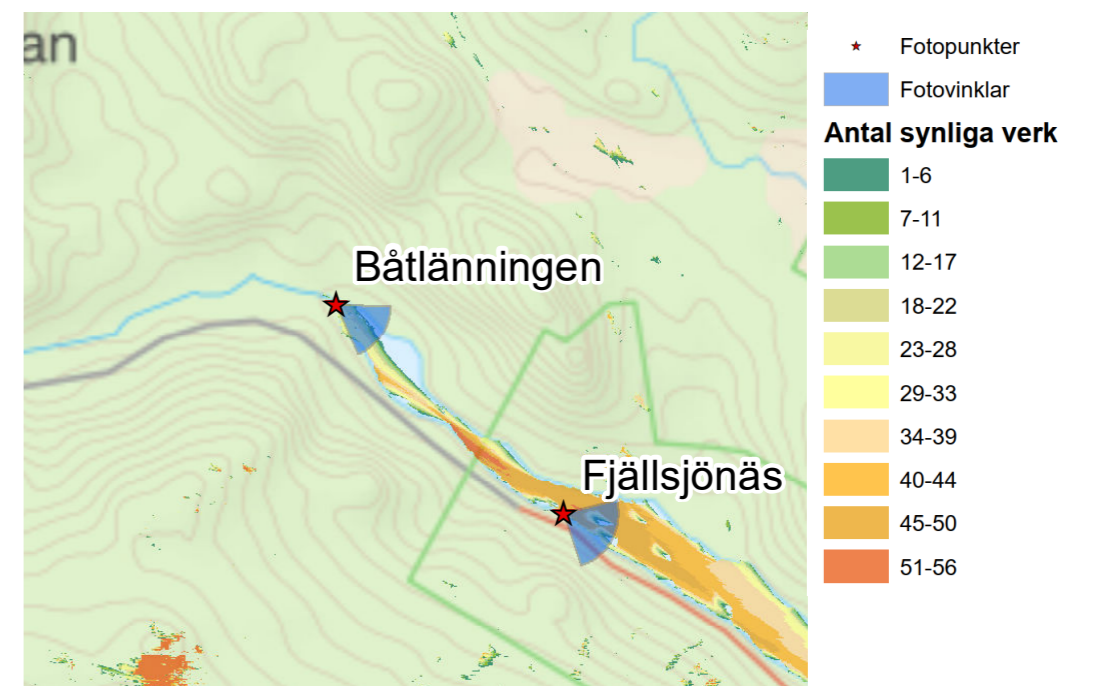 an
Båtlänningen
Fjällsjönäs
Fotopunkter
Fotovinklar
Antal synliga verk
1-6
7-11
12-17
18-22
23-28
29-33
34-39
40-44
45-50
51-56